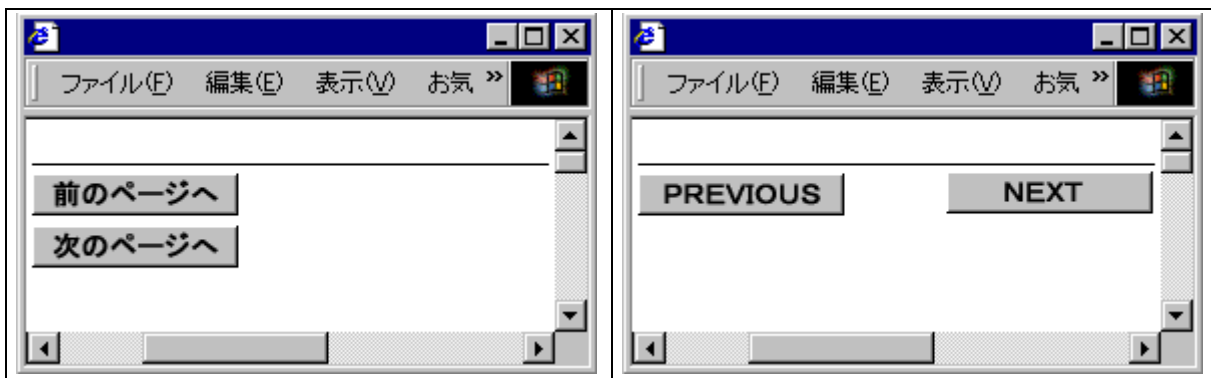 ファイル(F) 編集(E) 表示(V) お気 »
前のページへ
次のページへ
ファイル(F) 編集(E) 表示(V) お気 »
PREVIOUS NEXT